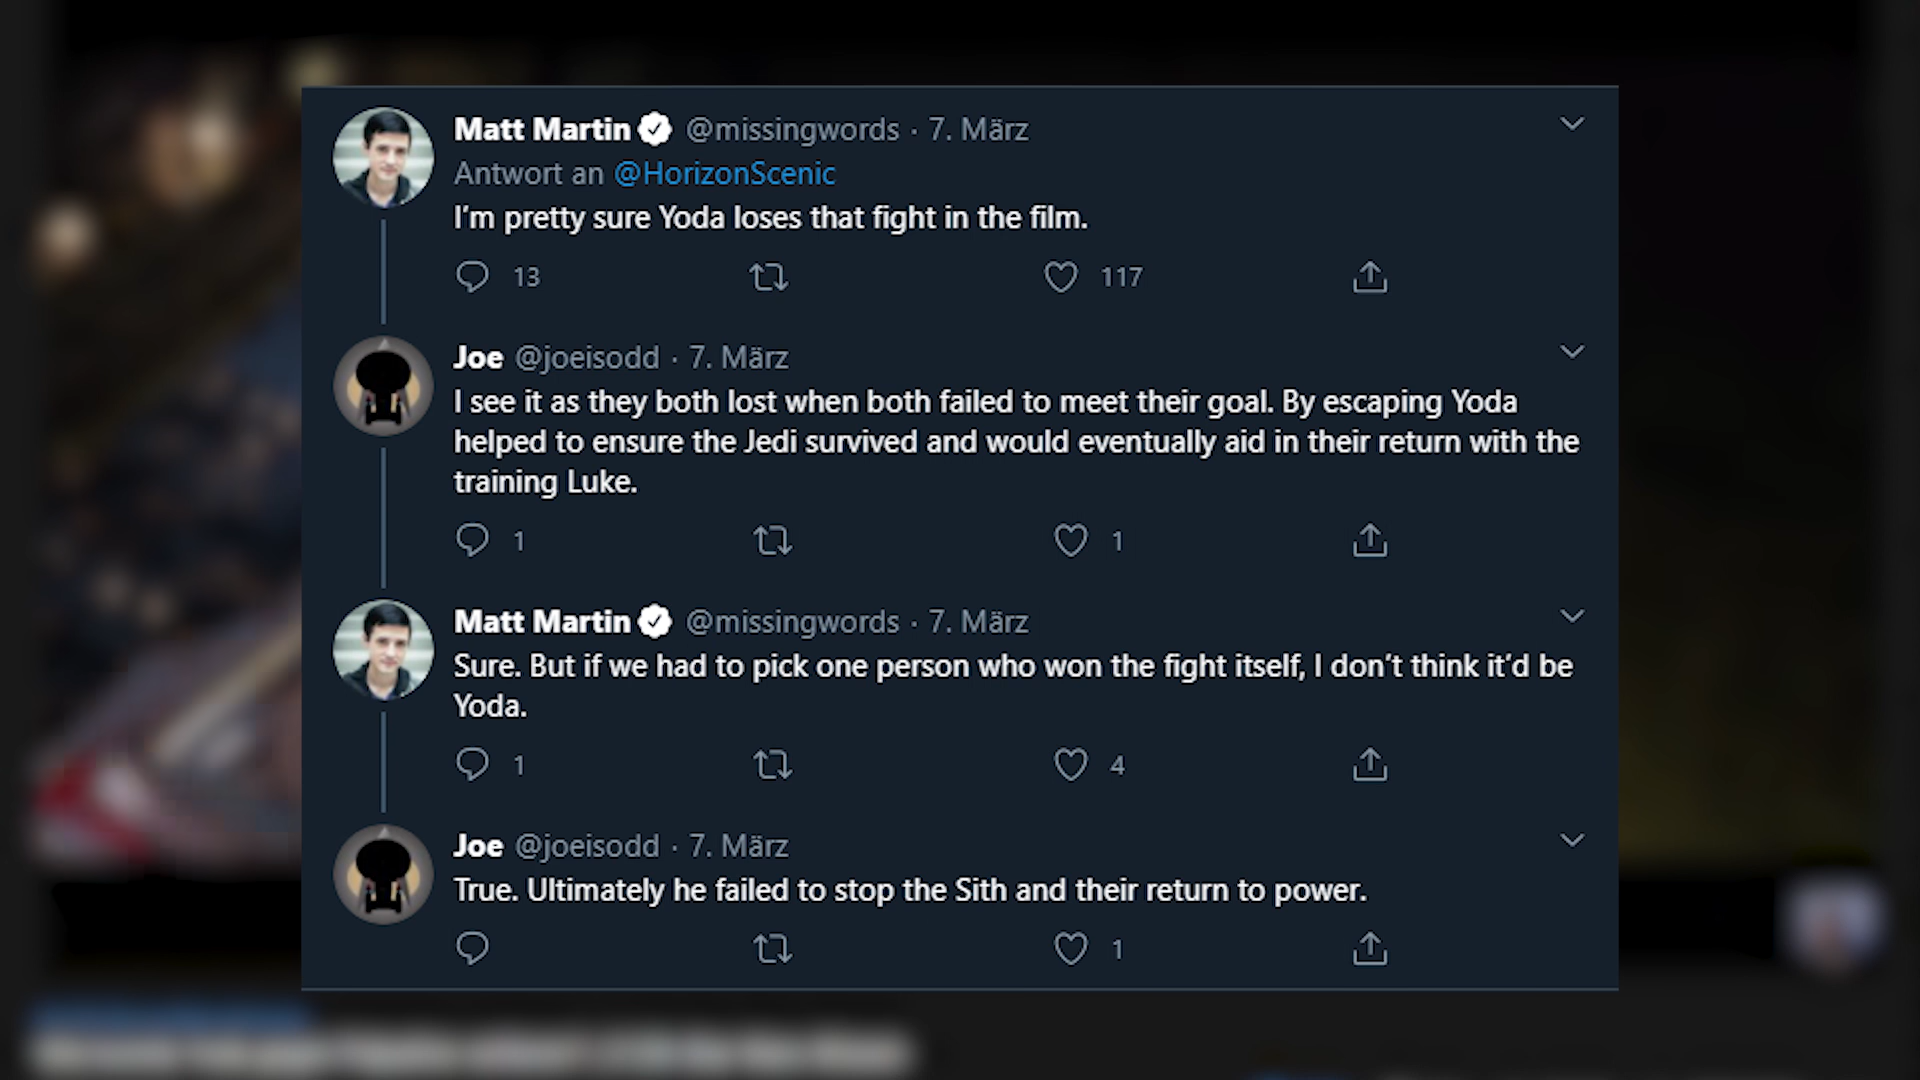 Matt Martin @missingwords · 7. März
Antwort an @HorizonScenic
I'm pretty sure Yoda loses that fight in the film.
13 117
Joe @joeisodd · 7. März
I see it as they both lost when both failed to meet their goal. By escaping Yoda
helped to ensure the Jedi survived and would eventually aid in their return with the
training Luke.
1 1
Matt Martin @missingwords · 7. März
Sure. But if we had to pick one person who won the fight itself, I don't think it'd be
Yoda.
1 4
Joe @joeisodd · 7. März
True. Ultimately he failed to stop the Sith and their return to power.
1